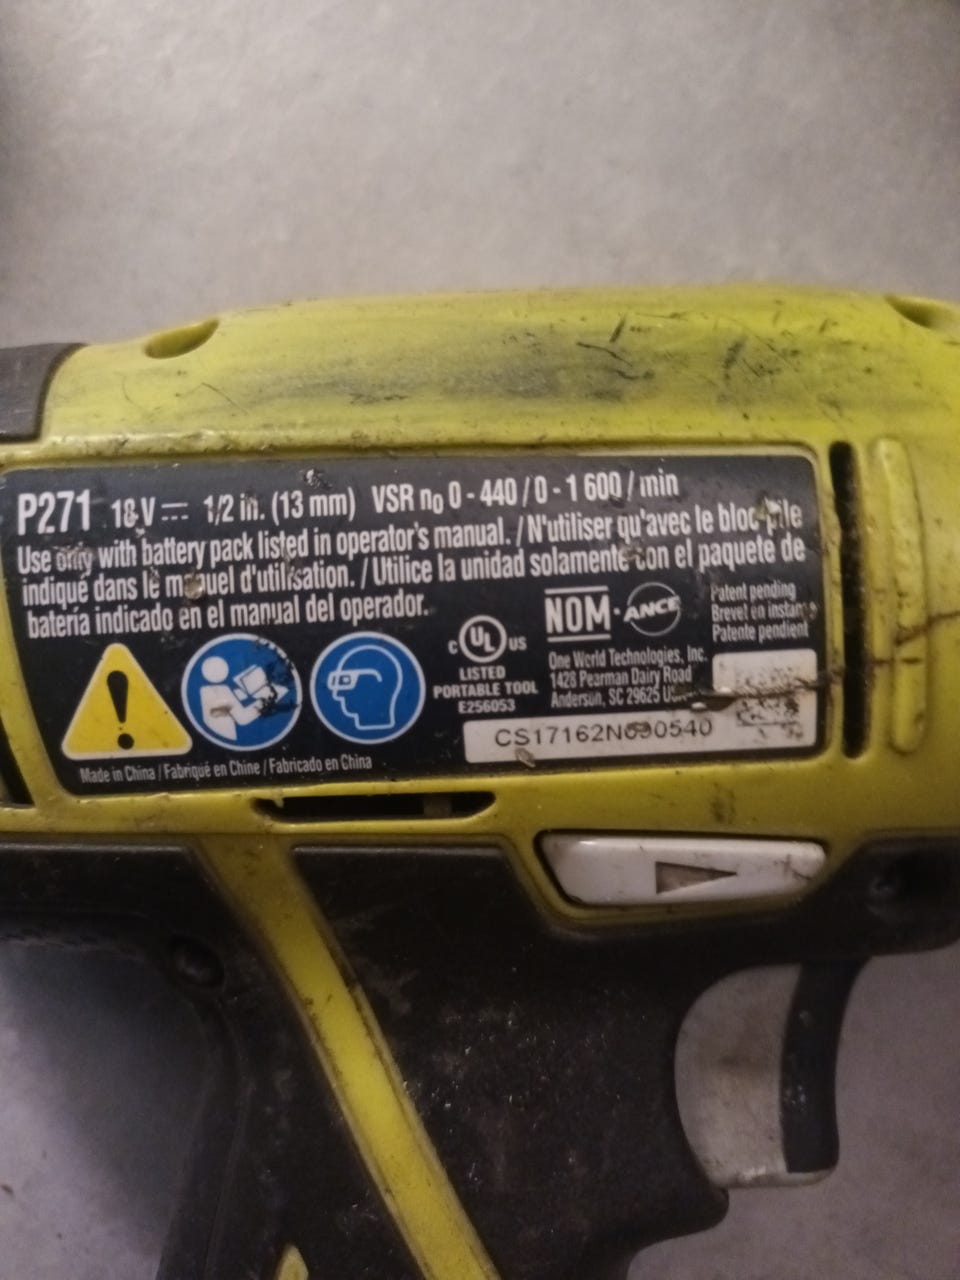 P271 18 V 1/2 in. (13 mm) VSR n0 0 - 440 / 0 - 1 600 / min
Use only with battery pack listed in operator's manual. / N'utiliser qu'avec le bloc-pile
indiqué dans le manuel d'utilisation. / Utilice la unidad solamente con el paquete de
batería indicado en el manual del operador.
C UL US
LISTED
PORTABLE TOOL
E256053
NOM - ANCE
Patent pending
Brevet en instance
Patente pendient
One World Technologies, Inc.
1428 Pearman Dairy Road
Anderson, SC 29625
CS17162N090540
Made in China / Fabriqué en Chine / Fabricado en China